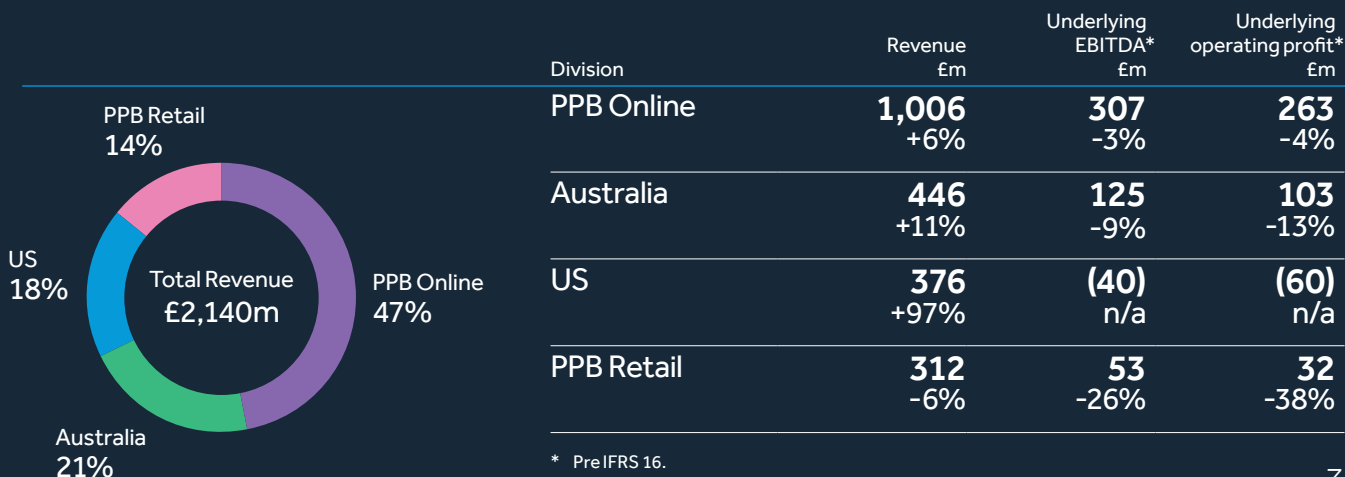 Division
Revenue
£m
Underlying
EBITDA*
£m
Underlying
operating profit*
£m
PPB Retail
14%
US
18%
Total Revenue
£2,140m
PPB Online
47%
Australia
21%
PPB Online
1,006
+6%
307
-3%
263
-4%
Australia
446
+11%
125
-9%
103
-13%
US
376
+97%
(40)
n/a
(60)
n/a
PPB Retail
312
-6%
53
-26%
32
-38%
* Pre IFRS 16.